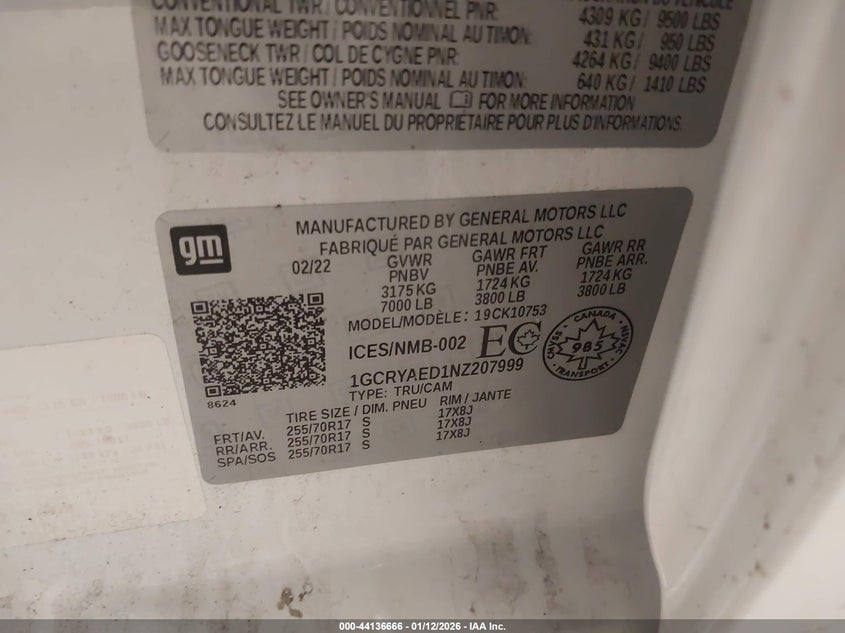 CONVENTIONAL TWR / CONVENTIONNEL PNR: 4309 KG / 9500 LBS
MAX TONGUE WEIGHT / POIDS NOMINAL AU TIMON: 431 KG / 950 LBS
GOOSENECK TWR / COL DE CYGNE PNR: 4264 KG / 9400 LBS
MAX TONGUE WEIGHT / POIDS NOMINAL AU TIMON: 640 KG / 1410 LBS
SEE OWNER'S MANUAL FOR MORE INFORMATION
CONSULTEZ LE MANUEL DU PROPRIÉTAIRE POUR PLUS D'INFORMATIONS.
gm
MANUFACTURED BY GENERAL MOTORS LLC
FABRIQUÉ PAR GENERAL MOTORS LLC
02/22 GVWR GAWR FRT GAWR RR
PNBV PNBE AV. PNBE ARR.
3175 KG 1724 KG 1724 KG
7000 LB 3800 LB 3800 LB
MODEL/MODÈLE: 19CK10753
ICES/NMB-002 EC
CANADA
985
CMVSS NSVAC
1GCRYAED1NZ207999
8624
TYPE: TRU/CAM
TIRE SIZE / DIM. PNEU RIM / JANTE
FRT/AV. 255/70R17 S 17X8J
RR/ARR. 255/70R17 S 17X8J
SPA/SOS 255/70R17 S 17X8J
000-44136666 - 01/12/2026 - IAA Inc.